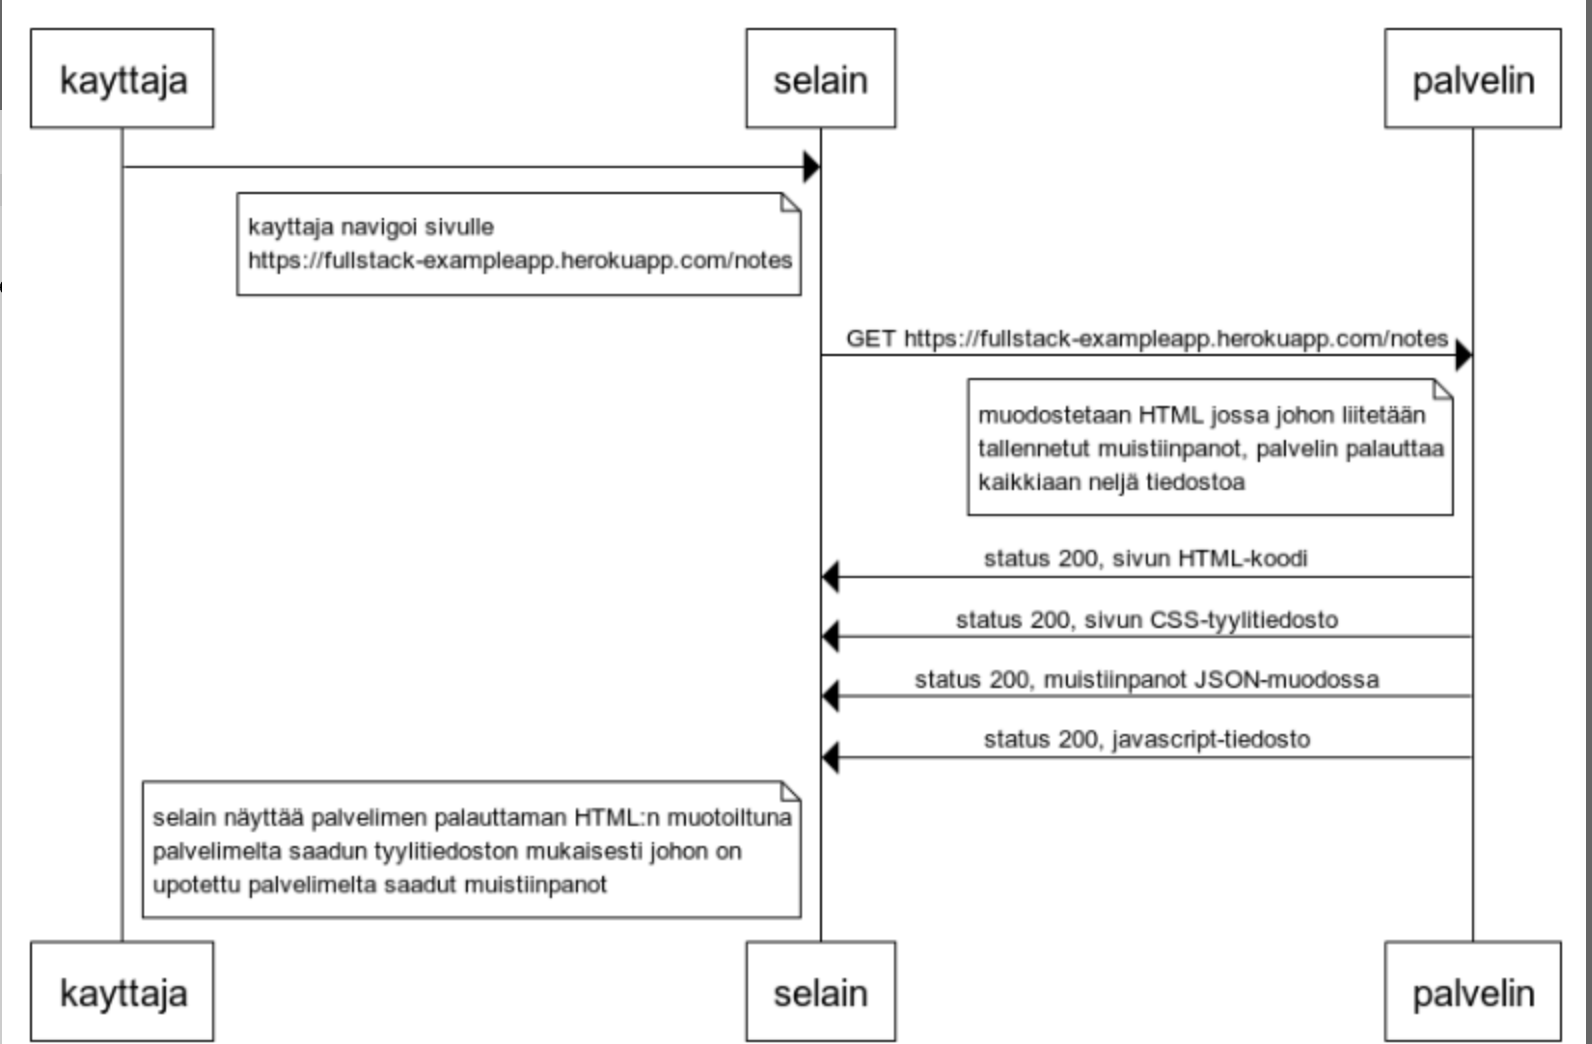 kayttaja
selain
palvelin
kayttaja navigoi sivulle
https://fullstack-exampleapp.herokuapp.com/notes
GET https://fullstack-exampleapp.herokuapp.com/notes
muodostetaan HTML jossa johon liitetään
tallennetut muistiinpanot, palvelin palauttaa
kaikkiaan neljä tiedostoa
status 200, sivun HTML-koodi
status 200, sivun CSS-tyylitiedosto
status 200, muistiinpanot JSON-muodossa
status 200, javascript-tiedosto
selain näyttää palvelimen palauttaman HTML:n muotoiltuna
palvelimelta saadun tyylitiedoston mukaisesti johon on
upotettu palvelimelta saadut muistiinpanot
kayttaja
selain
palvelin